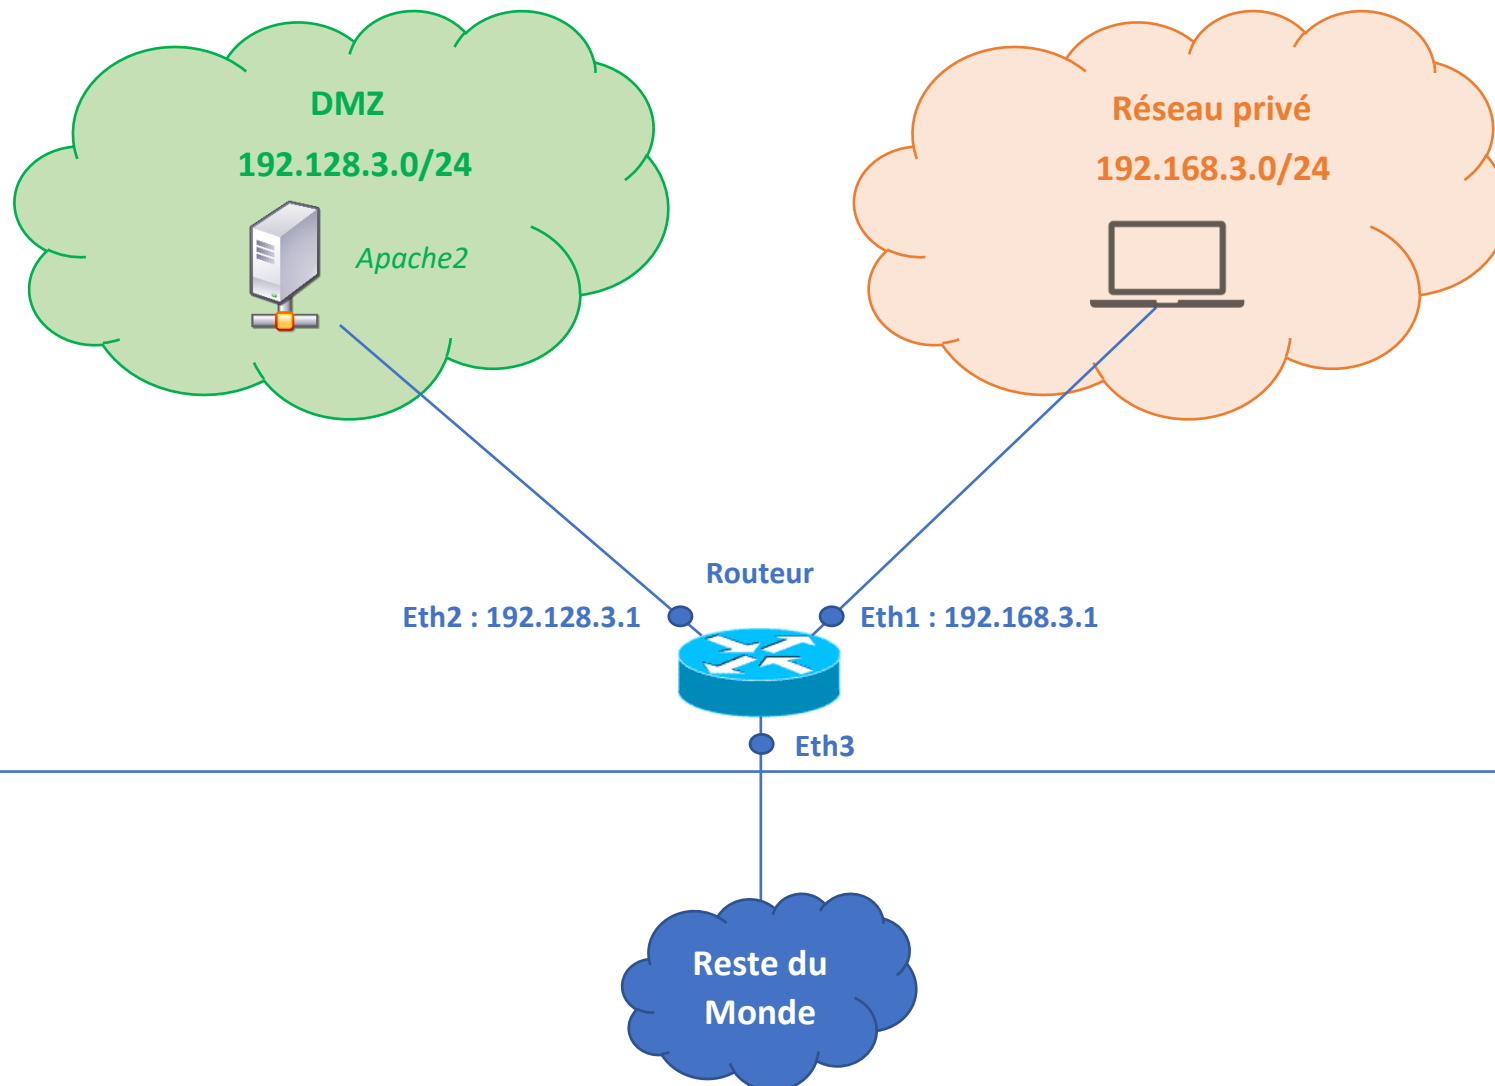 DMZ
192.128.3.0/24
Apache2
Réseau privé
192.168.3.0/24
Routeur
Eth2 : 192.128.3.1
Eth1 : 192.168.3.1
Eth3
Reste du
Monde